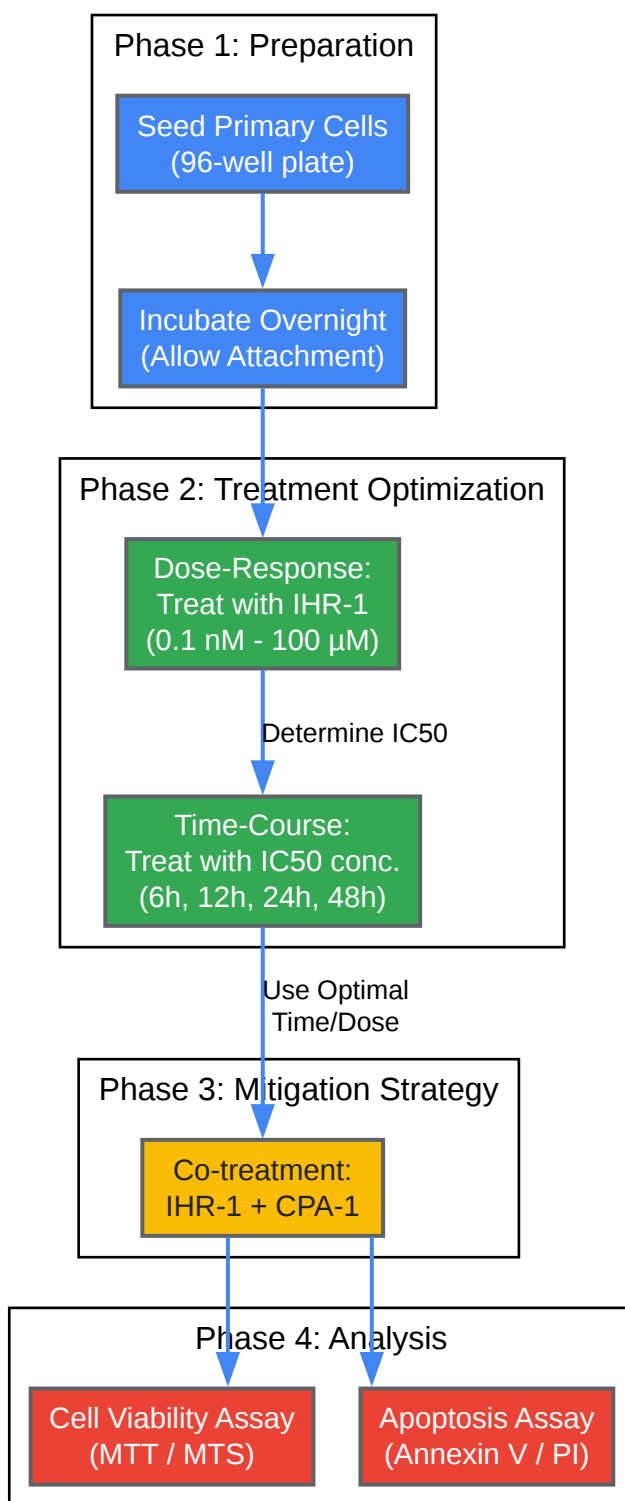 Phase 1: Preparation
Seed Primary Cells
(96-well plate)
Incubate Overnight
(Allow Attachment)
Phase 2: Treatment Optimization
Dose-Response:
Treat with IHR-1
(0.1 nM - 100 µM)
Determine IC50
Time-Course:
Treat with IC50 conc.
(6h, 12h, 24h, 48h)
Use Optimal
Time/Dose
Phase 3: Mitigation Strategy
Co-treatment:
IHR-1 + CPA-1
Phase 4: Analysis
Cell Viability Assay
(MTT / MTS)
Apoptosis Assay
(Annexin V / PI)